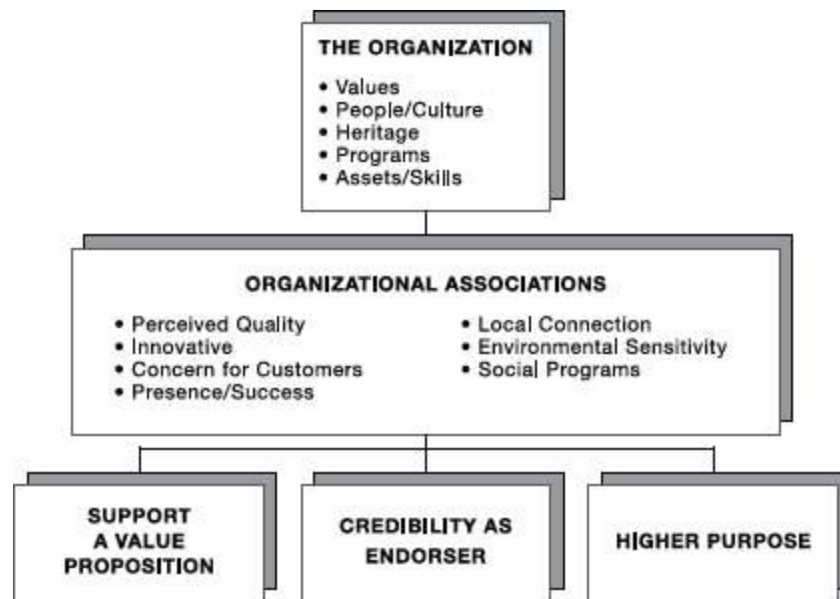 THE ORGANIZATION
• Values
• People/Culture
• Heritage
• Programs
• Assets/Skills
ORGANIZATIONAL ASSOCIATIONS
• Perceived Quality
• Innovative
• Concern for Customers
• Presence/Success
• Local Connection
• Environmental Sensitivity
• Social Programs
SUPPORT
A VALUE
PROPOSITION
CREDIBILITY AS
ENDORSER
HIGHER PURPOSE